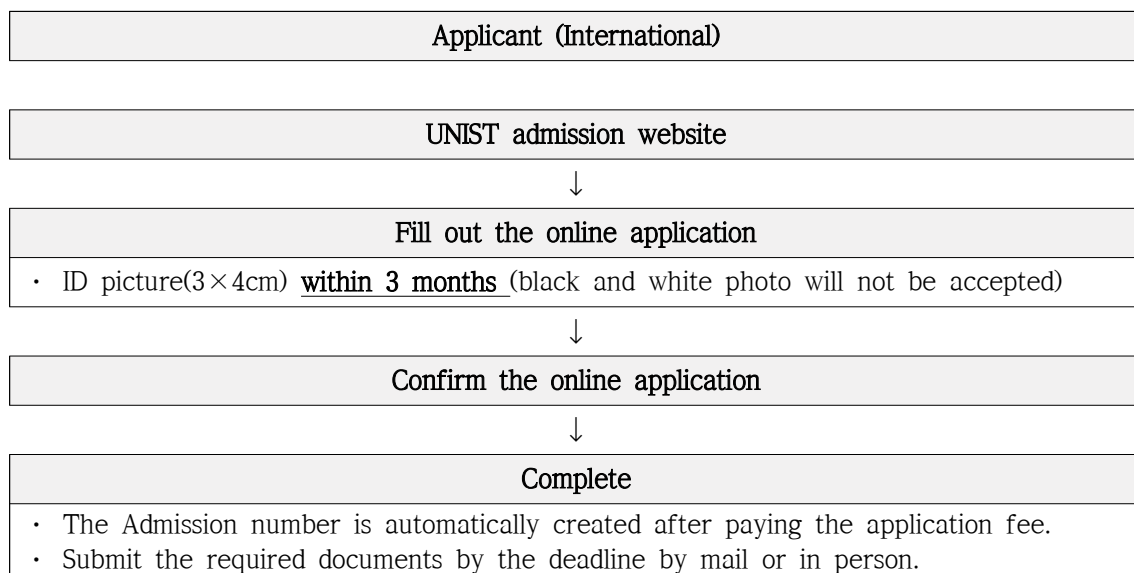 Applicant (International)
UNIST admission website
↓
Fill out the online application
· ID picture(3×4cm) within 3 months (black and white photo will not be accepted)
↓
Confirm the online application
↓
Complete
· The Admission number is automatically created after paying the application fee.
· Submit the required documents by the deadline by mail or in person.